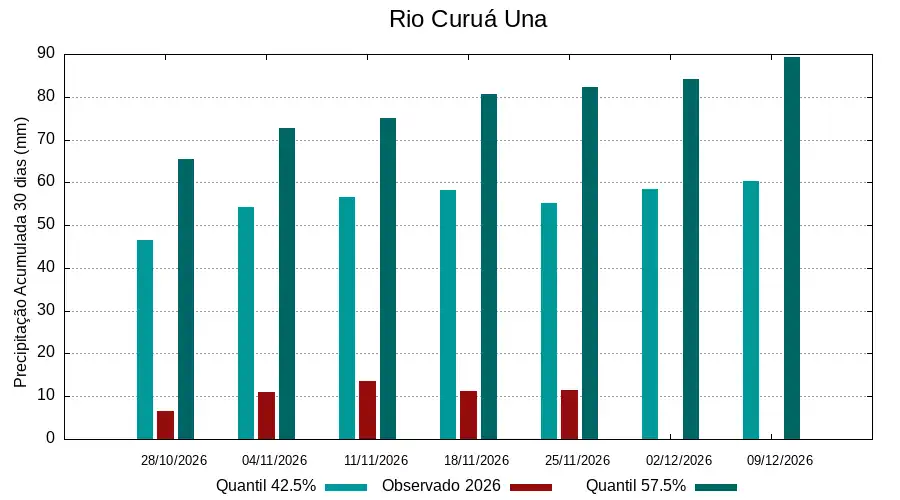 Rio Curuá Una
Precipitação Acumulada 30 dias (mm)
90
80
70
60
50
40
30
20
10
0
28/10/2026 04/11/2026 11/11/2026 18/11/2026 25/11/2026 02/12/2026 09/12/2026
Quantil 42.5% Observado 2026 Quantil 57.5%